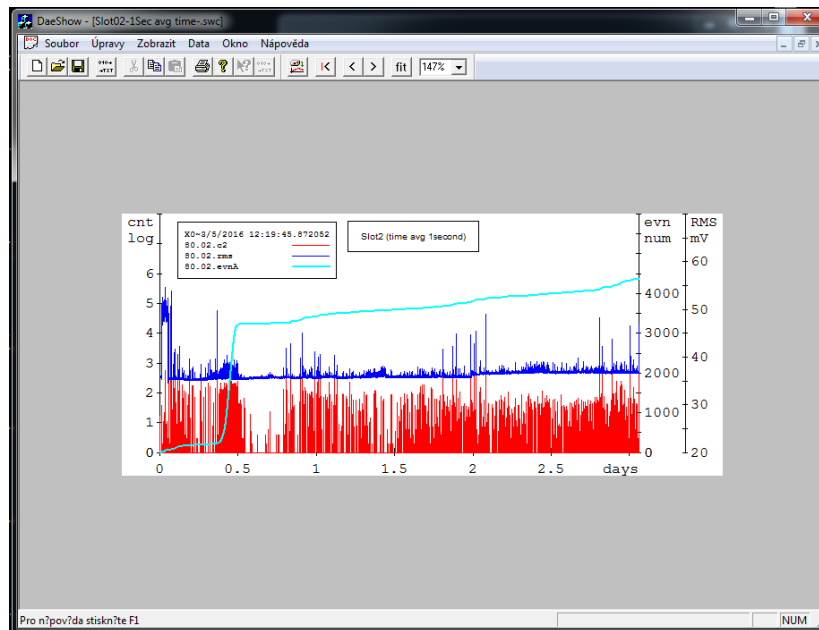 DaeShow - [Slot02-1Sec avg time-.swc]
Soubor Úpravy Zobrazit Data Okno Nápověda
fit 147%
cnt
log
X0~3/5/2016 12:19:45.872052
80.02.c2
80.02.rms
80.02.evnA
Slot2 (time avg 1second)
evn RMS
num mV
6
5
4
3
2
1
0
4000
3000
2000
1000
0
60
50
40
30
20
0 0.5 1 1.5 2 2.5 days
Pro n?pov?da stiskn?te F1
NUM